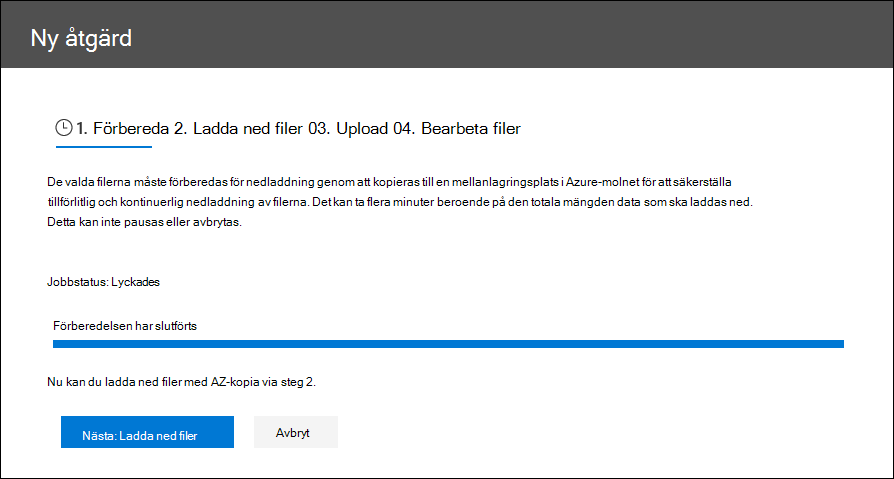 Ny åtgärd
1. Förbereda 2. Ladda ned filer 03. Upload 04. Bearbeta filer
De valda filerna måste förberedas för nedladdning genom att kopieras till en mellanlagringsplats i Azure-molnet för att säkerställa
tillförlitlig och kontinuerlig nedladdning av filerna. Det kan ta flera minuter beroende på den totala mängden data som ska laddas ned.
Detta kan inte pausas eller avbrytas.
Jobbstatus: Lyckades
Förberedelsen har slutförts
Nu kan du ladda ned filer med AZ-kopia via steg 2.
Nästa: Ladda ned filer
Avbryt